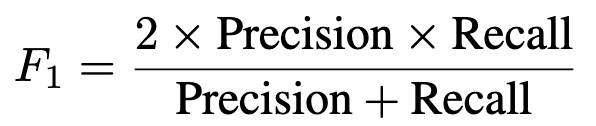 F₁ = 2 × Precision × Recall / Precision + Recall